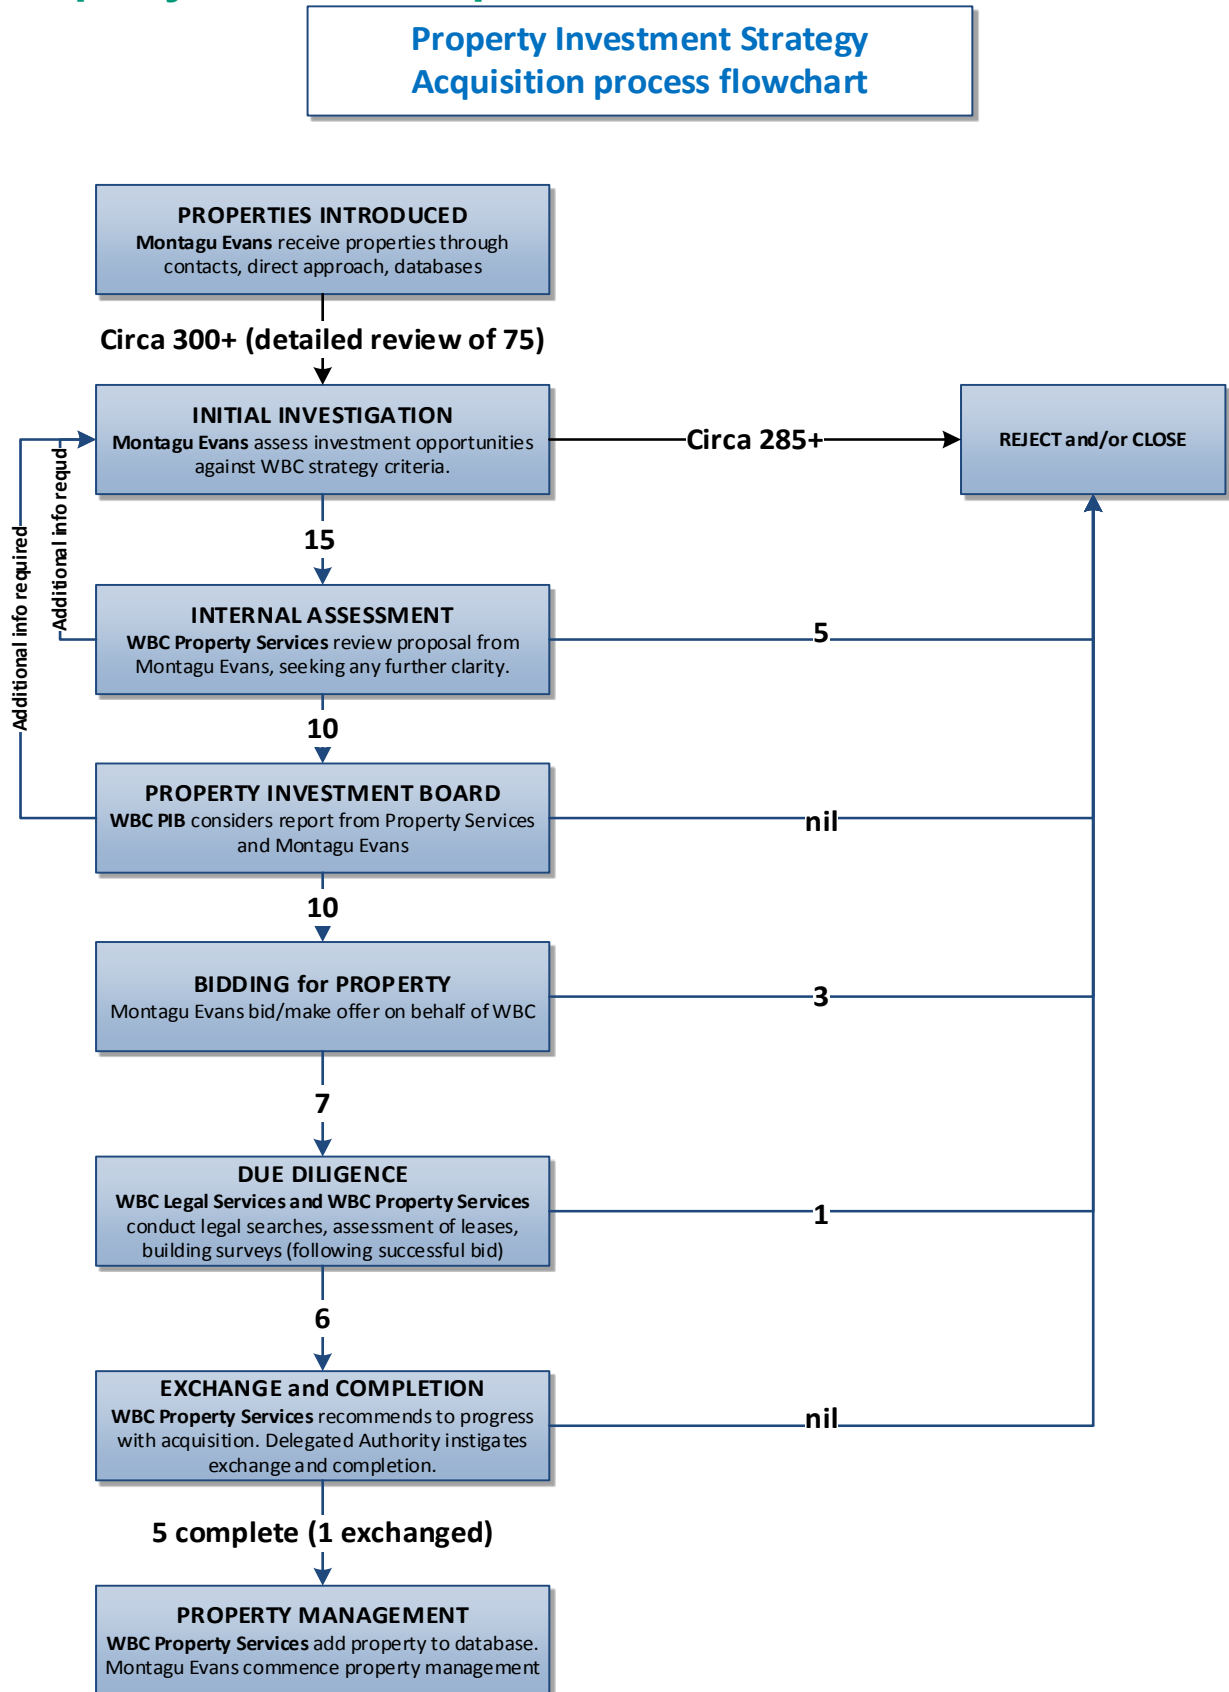 Property Investment Strategy
Acquisition process flowchart
PROPERTIES INTRODUCED
Montagu Evans receive properties through
contacts, direct approach, databases
Circa 300+ (detailed review of 75)
INITIAL INVESTIGATION
Montagu Evans assess investment opportunities
against WBC strategy criteria.
Circa 285+
REJECT and/or CLOSE
Additional info required
Additional info requd
15
INTERNAL ASSESSMENT
WBC Property Services review proposal from
Montagu Evans, seeking any further clarity.
5
10
PROPERTY INVESTMENT BOARD
WBC PIB considers report from Property Services
and Montagu Evans
nil
10
BIDDING for PROPERTY
Montagu Evans bid/make offer on behalf of WBC
3
7
DUE DILIGENCE
WBC Legal Services and WBC Property Services
conduct legal searches, assessment of leases,
building surveys (following successful bid)
1
6
EXCHANGE and COMPLETION
WBC Property Services recommends to progress
with acquisition. Delegated Authority instigates
exchange and completion.
nil
5 complete (1 exchanged)
PROPERTY MANAGEMENT
WBC Property Services add property to database.
Montagu Evans commence property management